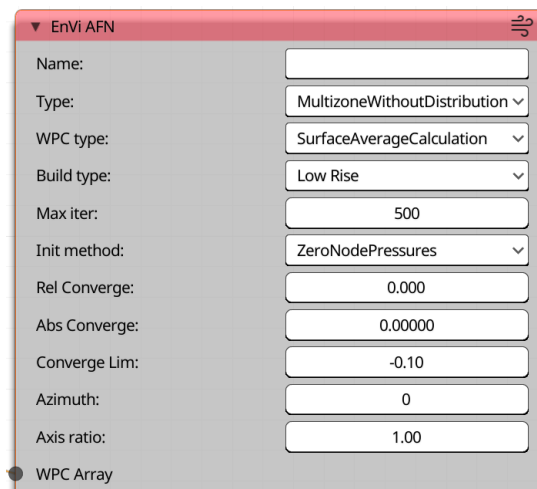 EnVi AFN
Name:
Type: MultizoneWithoutDistribution
WPC type: SurfaceAverageCalculation
Build type: Low Rise
Max iter: 500
Init method: ZeroNodePressures
Rel Converge: 0.000
Abs Converge: 0.00000
Converge Lim: -0.10
Azimuth: 0
Axis ratio: 1.00
WPC Array